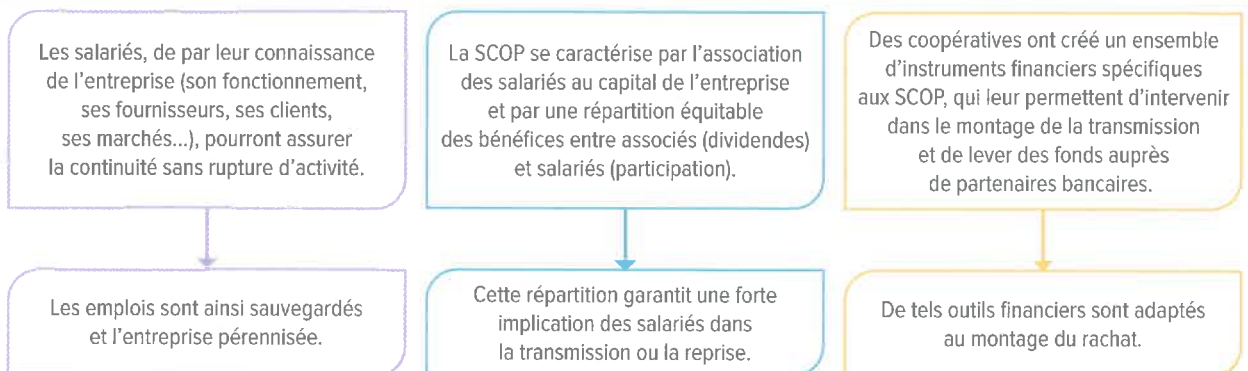 Les salariés, de par leur connaissance
de l'entreprise (son fonctionnement,
ses fournisseurs, ses clients,
ses marchés...), pourront assurer
la continuité sans rupture d'activité.
Les emplois sont ainsi sauvegardés
et l'entreprise pérennisée.
La SCOP se caractérise par l'association
des salariés au capital de l'entreprise
et par une répartition équitable
des bénéfices entre associés (dividendes)
et salariés (participation).
Cette répartition garantit une forte
implication des salariés dans
la transmission ou la reprise.
Des coopératives ont créé un ensemble
d'instruments financiers spécifiques
aux SCOP, qui leur permettent d'intervenir
dans le montage de la transmission
et de lever des fonds auprès
de partenaires bancaires.
De tels outils financiers sont adaptés
au montage du rachat.